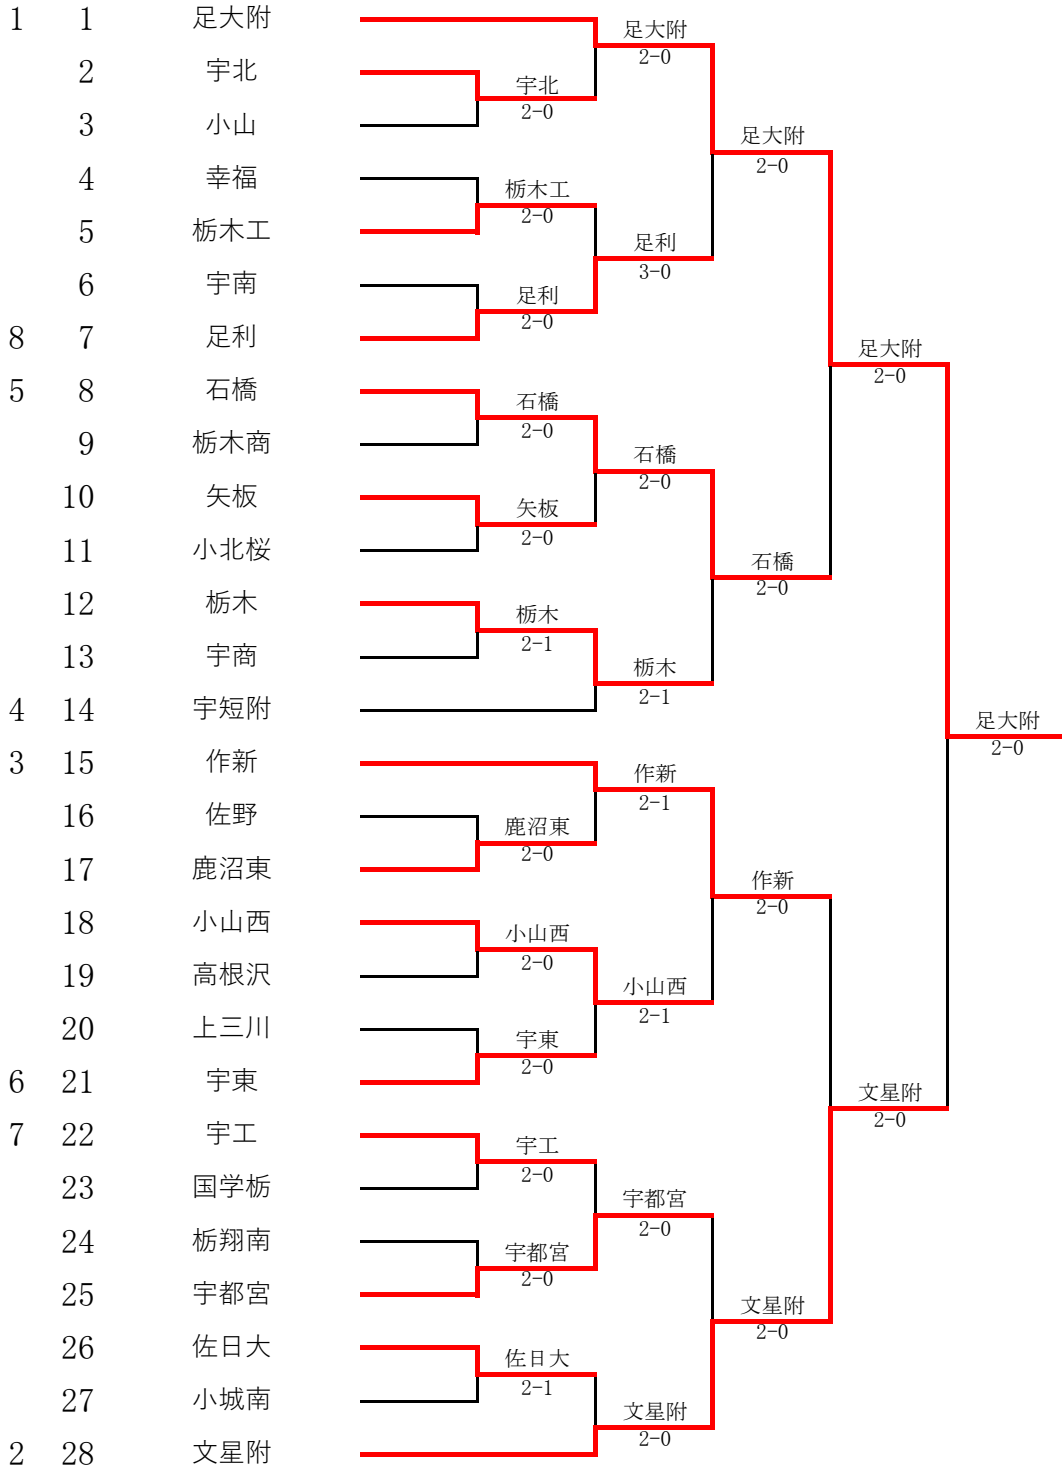 1 1 足大附
足大附
2-0
2 宇北
宇北
2-0
3 小山
足大附
2-0
4 幸福
栃木工
2-0
5 栃木工
足利
3-0
6 宇南
足利
2-0
8 7 足利
足大附
2-0
5 8 石橋
石橋
2-0
9 栃木商
石橋
2-0
10 矢板
矢板
2-0
11 小北桜
石橋
2-0
12 栃木
栃木
2-1
13 宇商
栃木
2-1
4 14 宇短附
足大附
2-0
3 15 作新
作新
2-1
16 佐野
鹿沼東
2-0
17 鹿沼東
作新
2-0
18 小山西
小山西
2-0
19 高根沢
小山西
2-1
20 上三川
宇東
2-0
6 21 宇東
文星附
2-0
7 22 宇工
宇工
2-0
23 国学栃
宇都宮
2-0
24 栃翔南
宇都宮
2-0
25 宇都宮
文星附
2-0
26 佐日大
佐日大
2-1
27 小城南
文星附
2-0
2 28 文星附